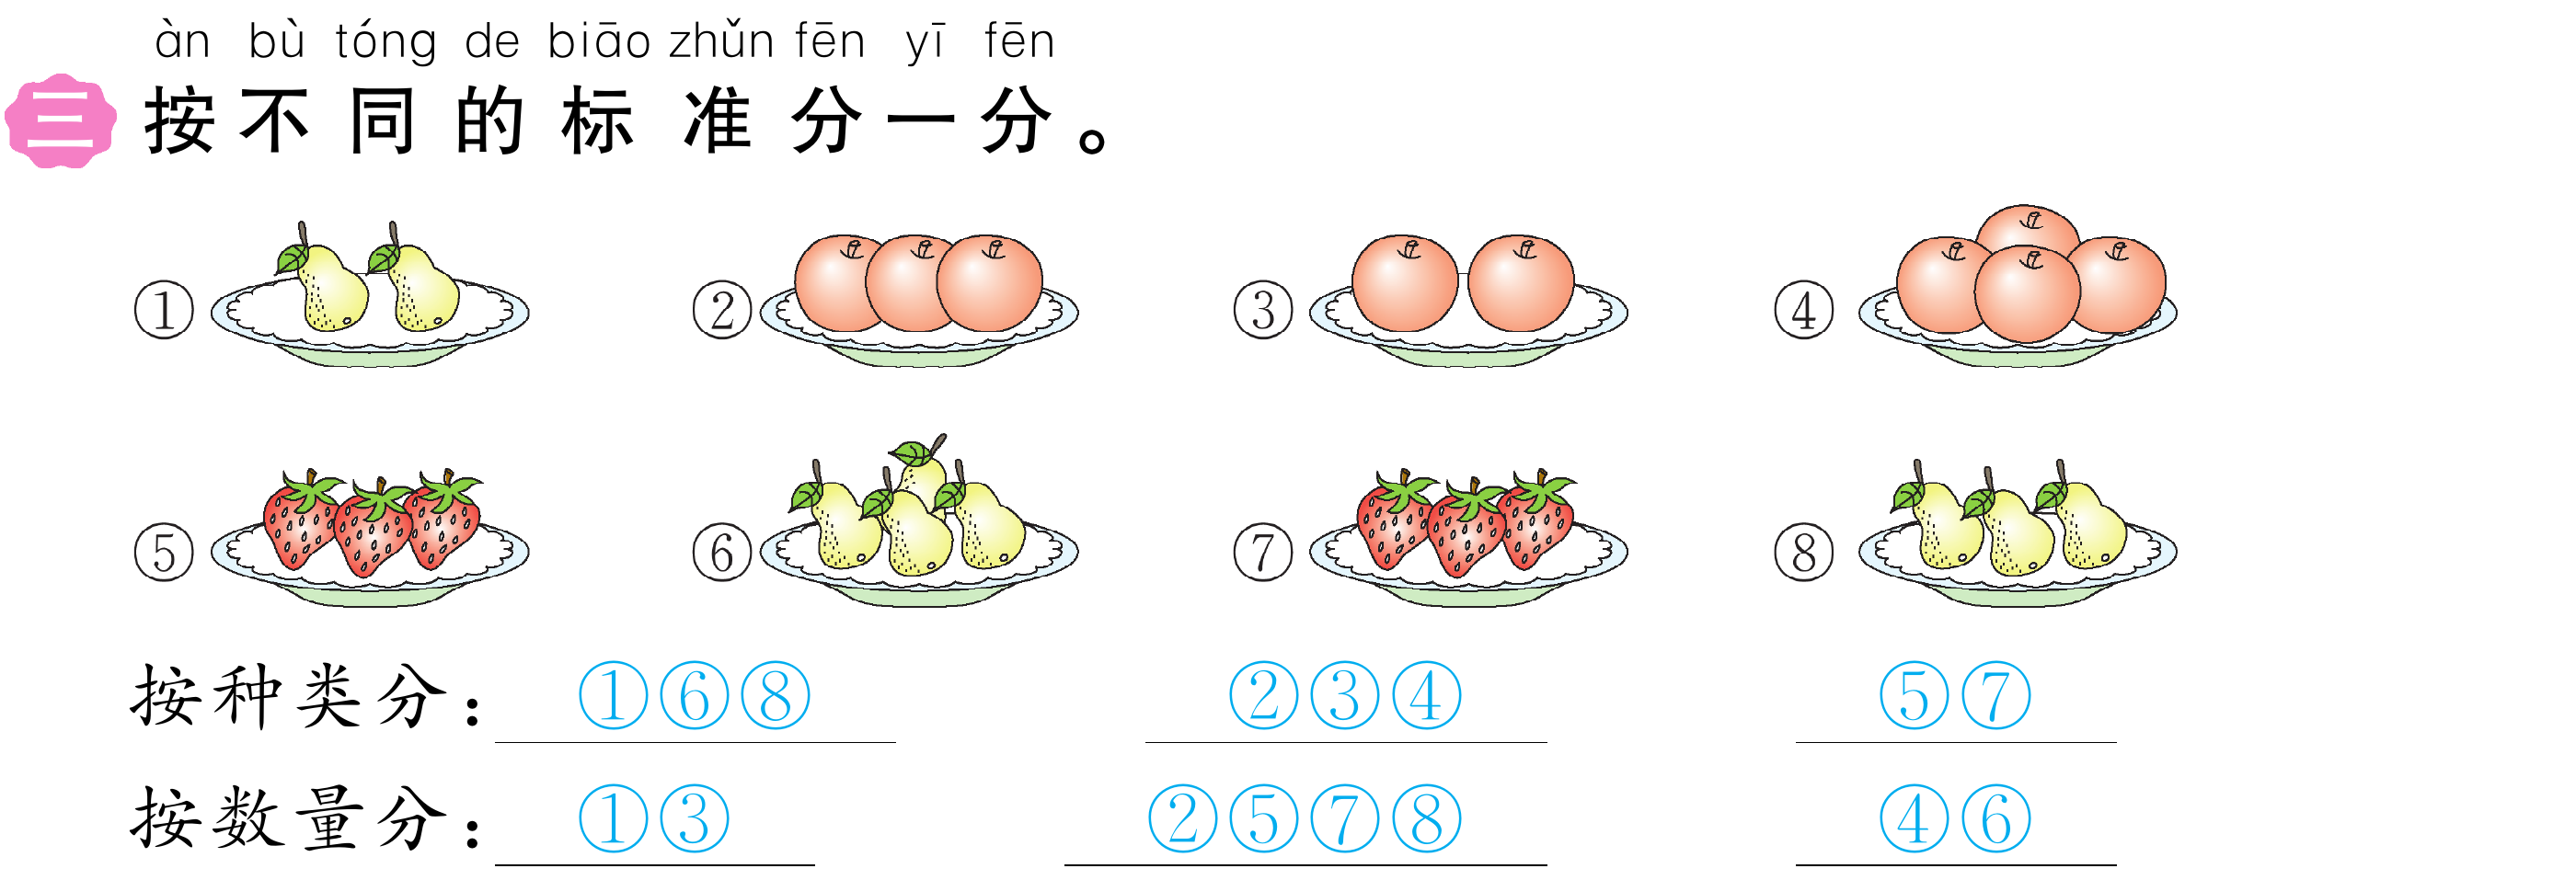 àn bù tóng de biāo zhǔn fēn yī fēn
三 按不同的标准分一分。
① ② ③ ④
⑤ ⑥ ⑦ ⑧
按种类分：①⑥⑧ ②③④ ⑤⑦
按数量分：①③ ②⑤⑦⑧ ④⑥